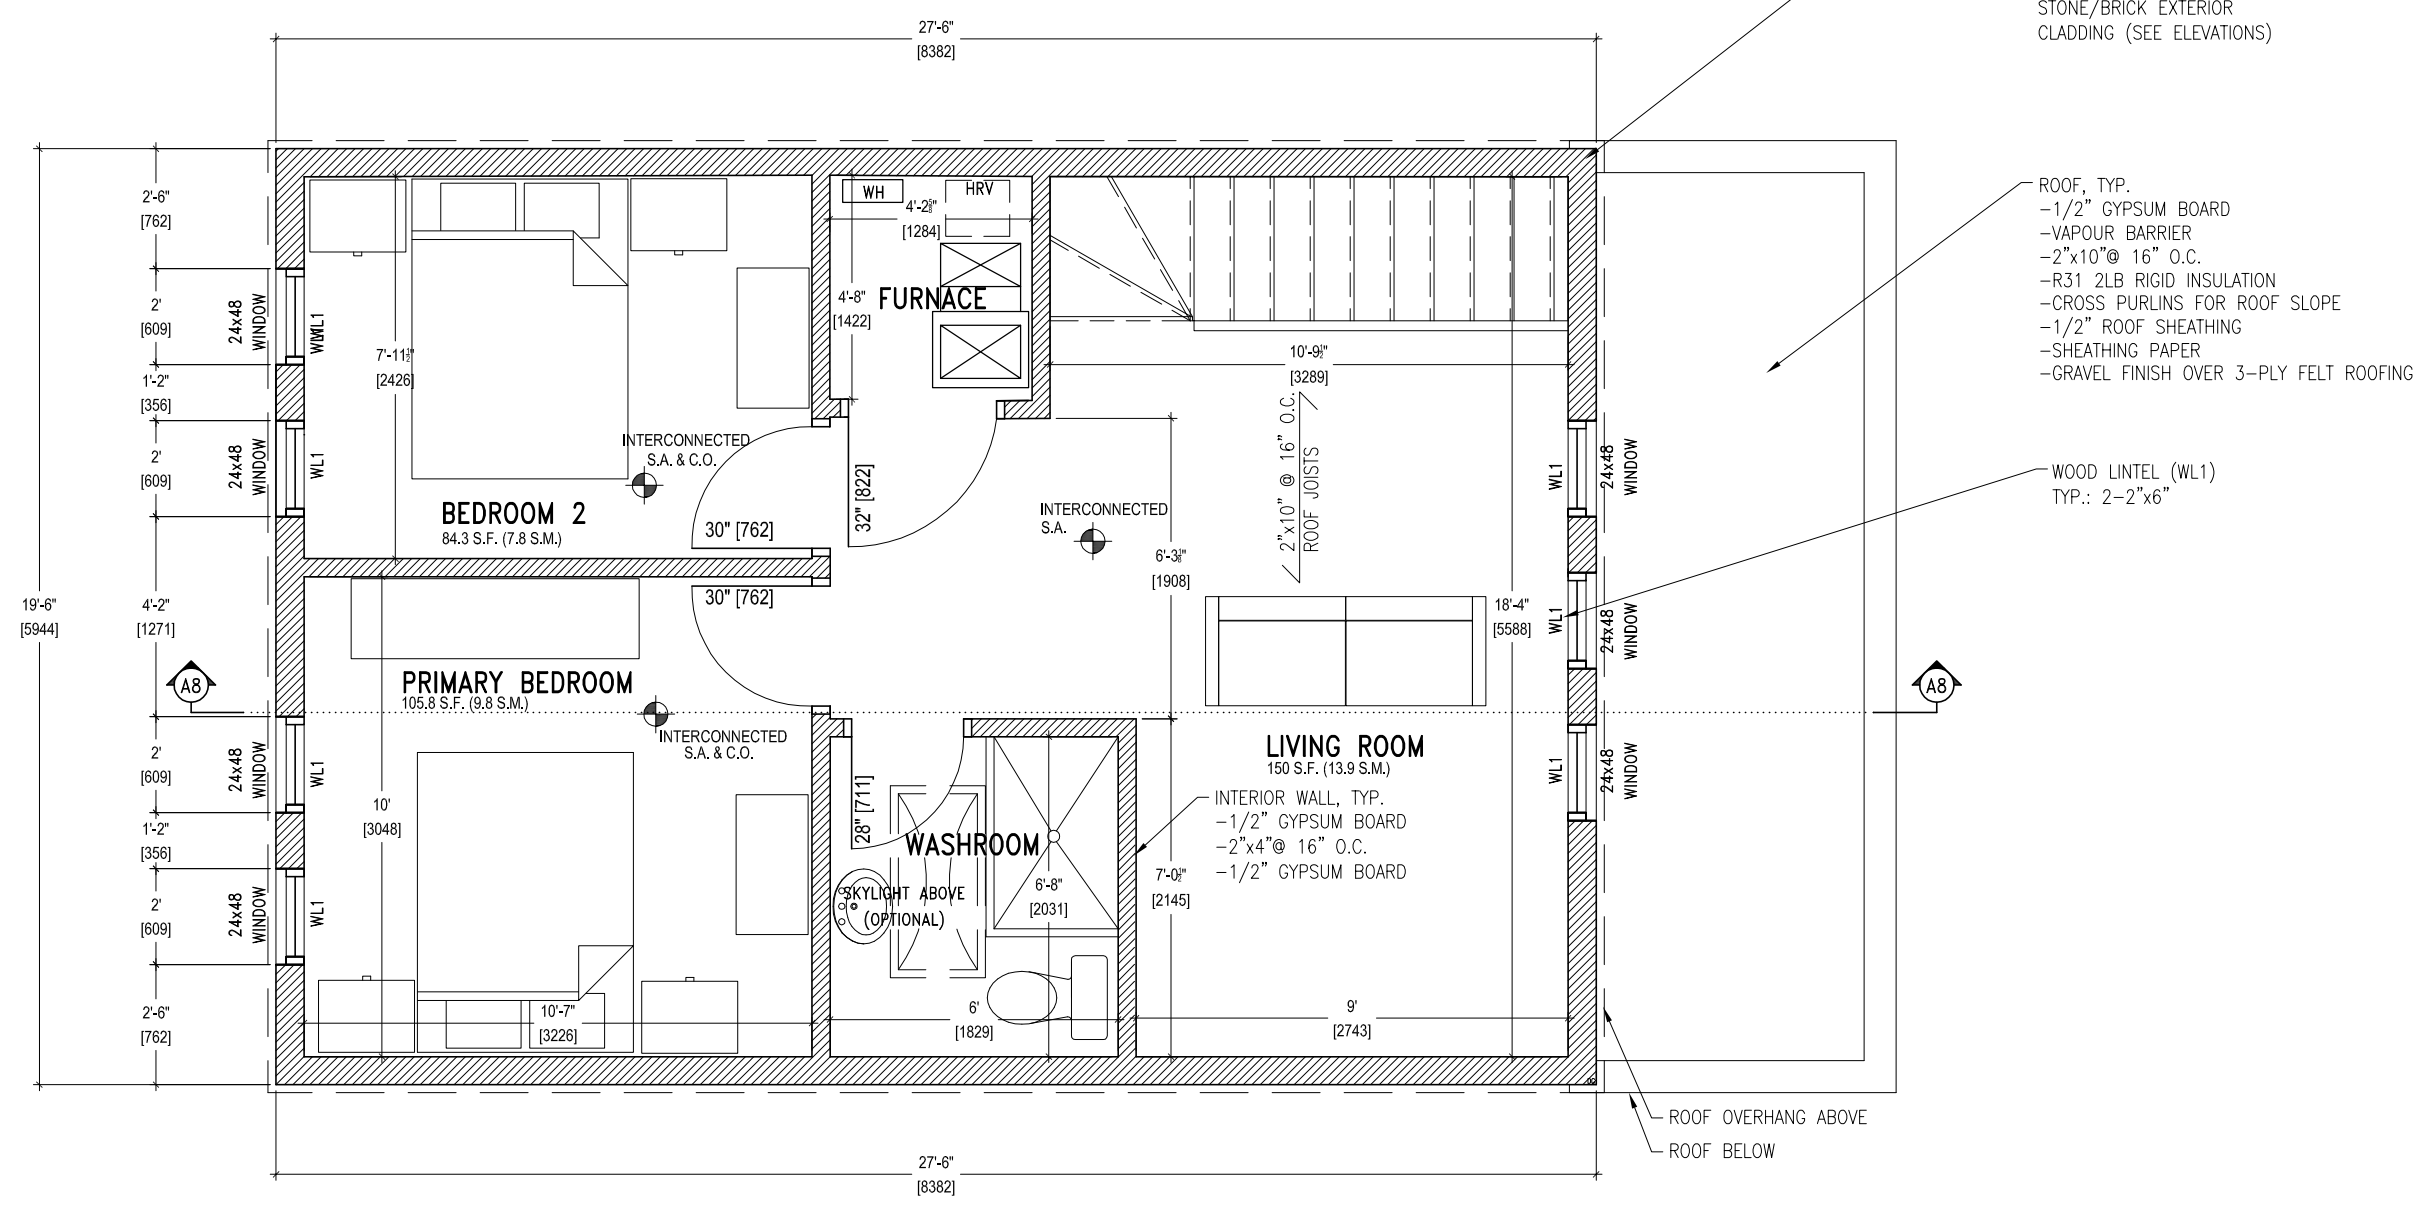 STONE/BRICK EXTERIOR
CLADDING (SEE ELEVATIONS)
27'-6"
[8382]
ROOF, TYP.
-1/2" GYPSUM BOARD
-VAPOUR BARRIER
-2"x10"@ 16" O.C.
-R31 2LB RIGID INSULATION
-CROSS PURLINS FOR ROOF SLOPE
-1/2" ROOF SHEATHING
-SHEATHING PAPER
-GRAVEL FINISH OVER 3-PLY FELT ROOFING
WOOD LINTEL (WL1)
TYP.: 2-2"x6"
19'-6"
[5944]
2'-6"
[762]
2'
[609]
1'-2"
[356]
2'
[609]
4'-2"
[1271]
2'
[609]
1'-2"
[356]
2'
[609]
2'-6"
[762]
A8
24x48
WINDOW
WL1
24x48
WINDOW
WL1
24x48
WINDOW
WL1
24x48
WINDOW
WL1
7'-11½"
[2426]
INTERCONNECTED
S.A. & C.O.
BEDROOM 2
84.3 S.F. (7.8 S.M.)
30" [762]
30" [762]
PRIMARY BEDROOM
105.8 S.F. (9.8 S.M.)
INTERCONNECTED
S.A. & C.O.
10'
[3048]
10'-7"
[3226]
WH
HRV
4'-2⅝"
[1284]
4'-8"
[1422]
FURNACE
32" [822]
INTERCONNECTED
S.A.
10'-9½"
[3289]
2"x10" @ 16" O.C.
ROOF JOISTS
6'-3⅛"
[1908]
18'-4"
[5588]
LIVING ROOM
150 S.F. (13.9 S.M.)
INTERIOR WALL, TYP.
-1/2" GYPSUM BOARD
-2"x4"@ 16" O.C.
-1/2" GYPSUM BOARD
28" [711]
WASHROOM
SKYLIGHT ABOVE
(OPTIONAL)
6'-8"
[2031]
7'-0½"
[2145]
6'
[1829]
9'
[2743]
WL1
24x48
WINDOW
WL1
24x48
WINDOW
WL1
24x48
WINDOW
A8
ROOF OVERHANG ABOVE
ROOF BELOW
27'-6"
[8382]